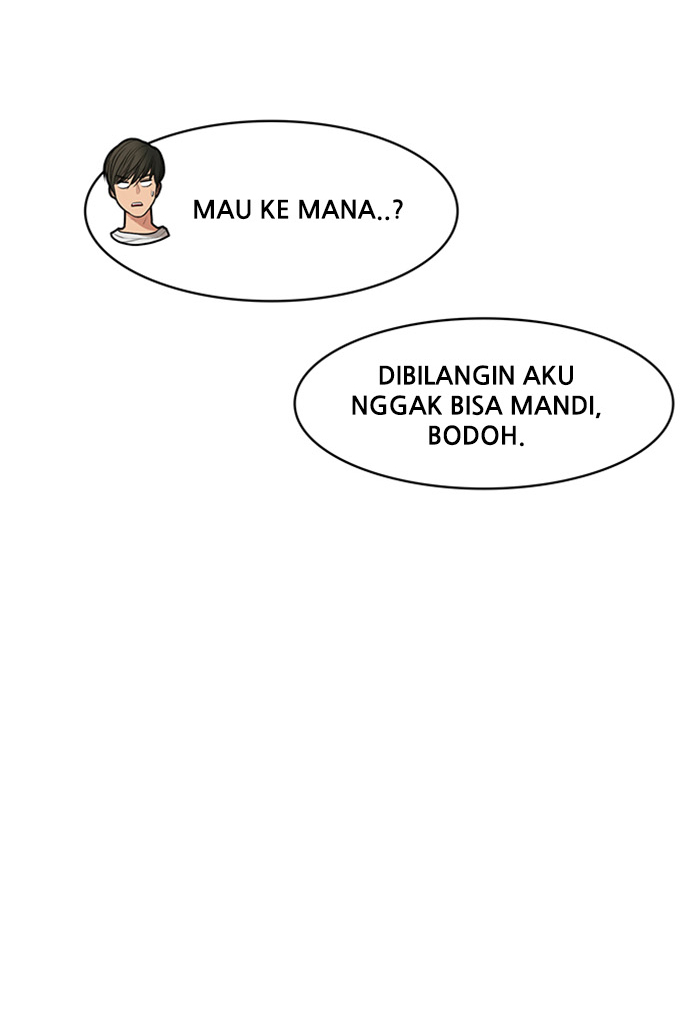 MAU KE MANA..?
DIBILANGIN AKU
NGGAK BISA MANDI,
BODOH.